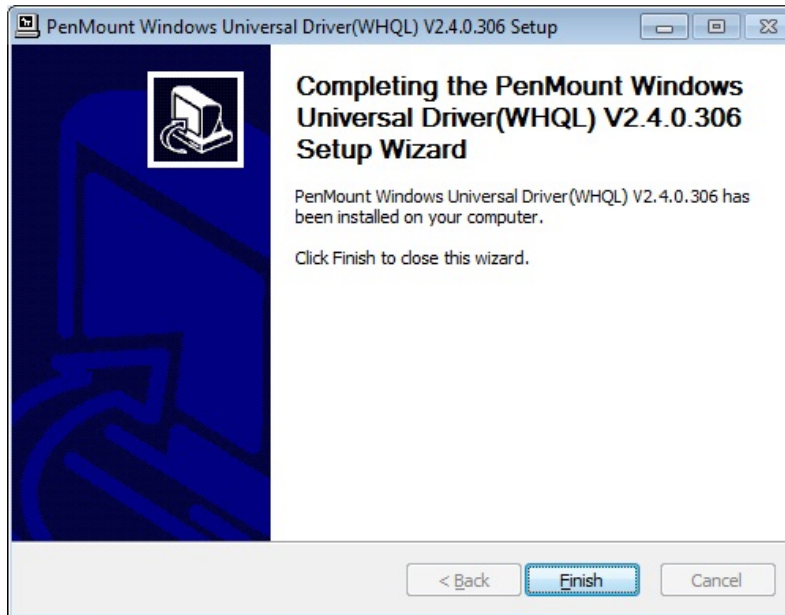 PenMount Windows Universal Driver(WHQL) V2.4.0.306 Setup
Completing the PenMount Windows
Universal Driver(WHQL) V2.4.0.306
Setup Wizard
PenMount Windows Universal Driver(WHQL) V2.4.0.306 has
been installed on your computer.
Click Finish to close this wizard.
< Back
Finish
Cancel